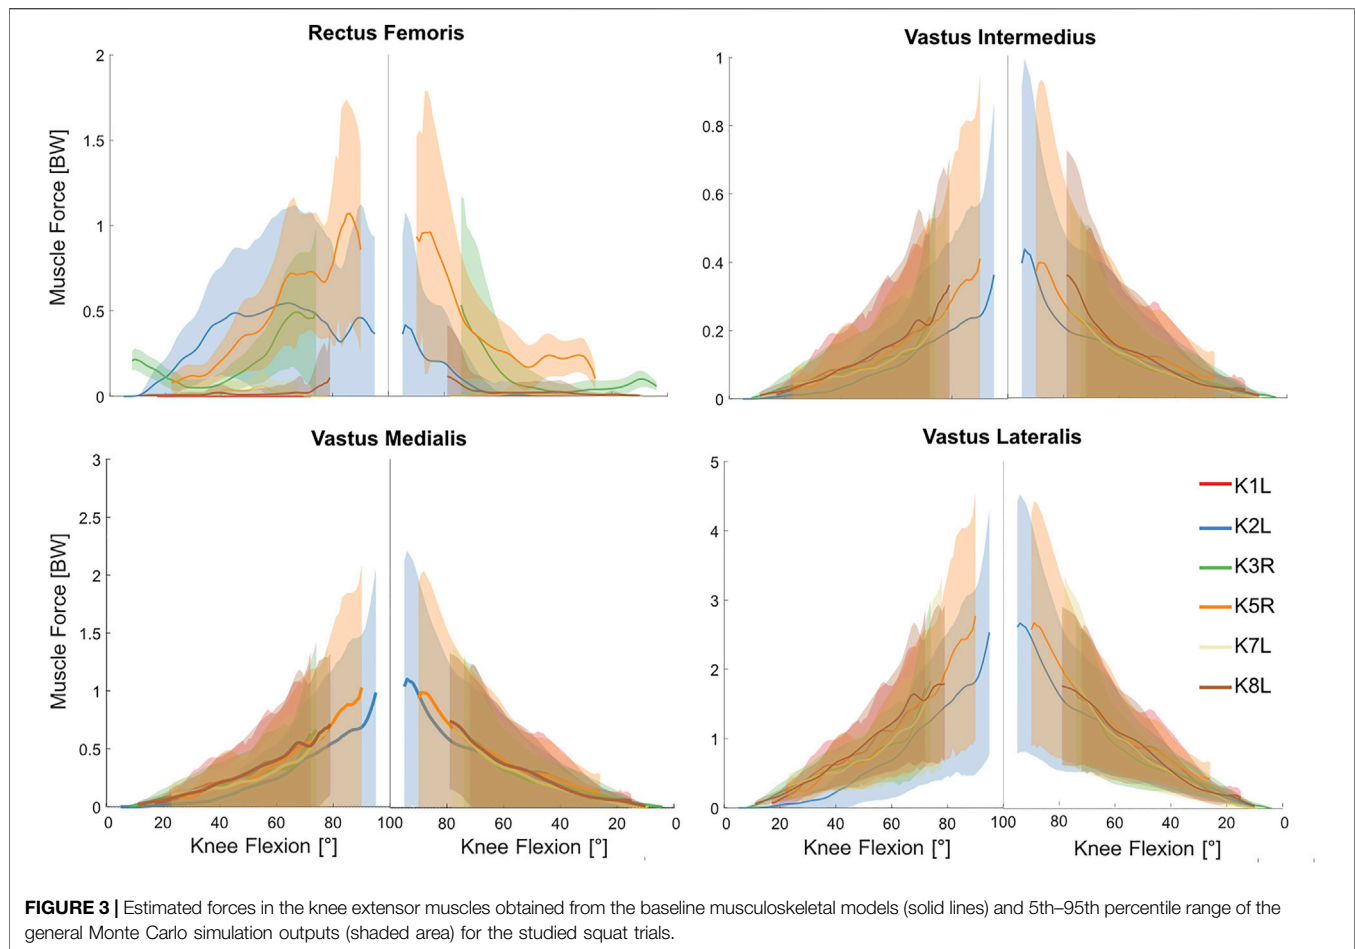 Rectus Femoris
2
1.5
1
0.5
0
Muscle Force [BW]
Vastus Intermedius
1
0.8
0.6
0.4
0.2
0
Vastus Medialis
3
2.5
2
1.5
1
0.5
0
Muscle Force [BW]
0 20 40 60 80 100 80 60 40 20 0
Knee Flexion [°] Knee Flexion [°]
Vastus Lateralis
5
4
3
2
1
0
K1L
K2L
K3R
K5R
K7L
K8L
0 20 40 60 80 100 80 60 40 20 0
Knee Flexion [°] Knee Flexion [°]
FIGURE 3 | Estimated forces in the knee extensor muscles obtained from the baseline musculoskeletal models (solid lines) and 5th–95th percentile range of the
general Monte Carlo simulation outputs (shaded area) for the studied squat trials.